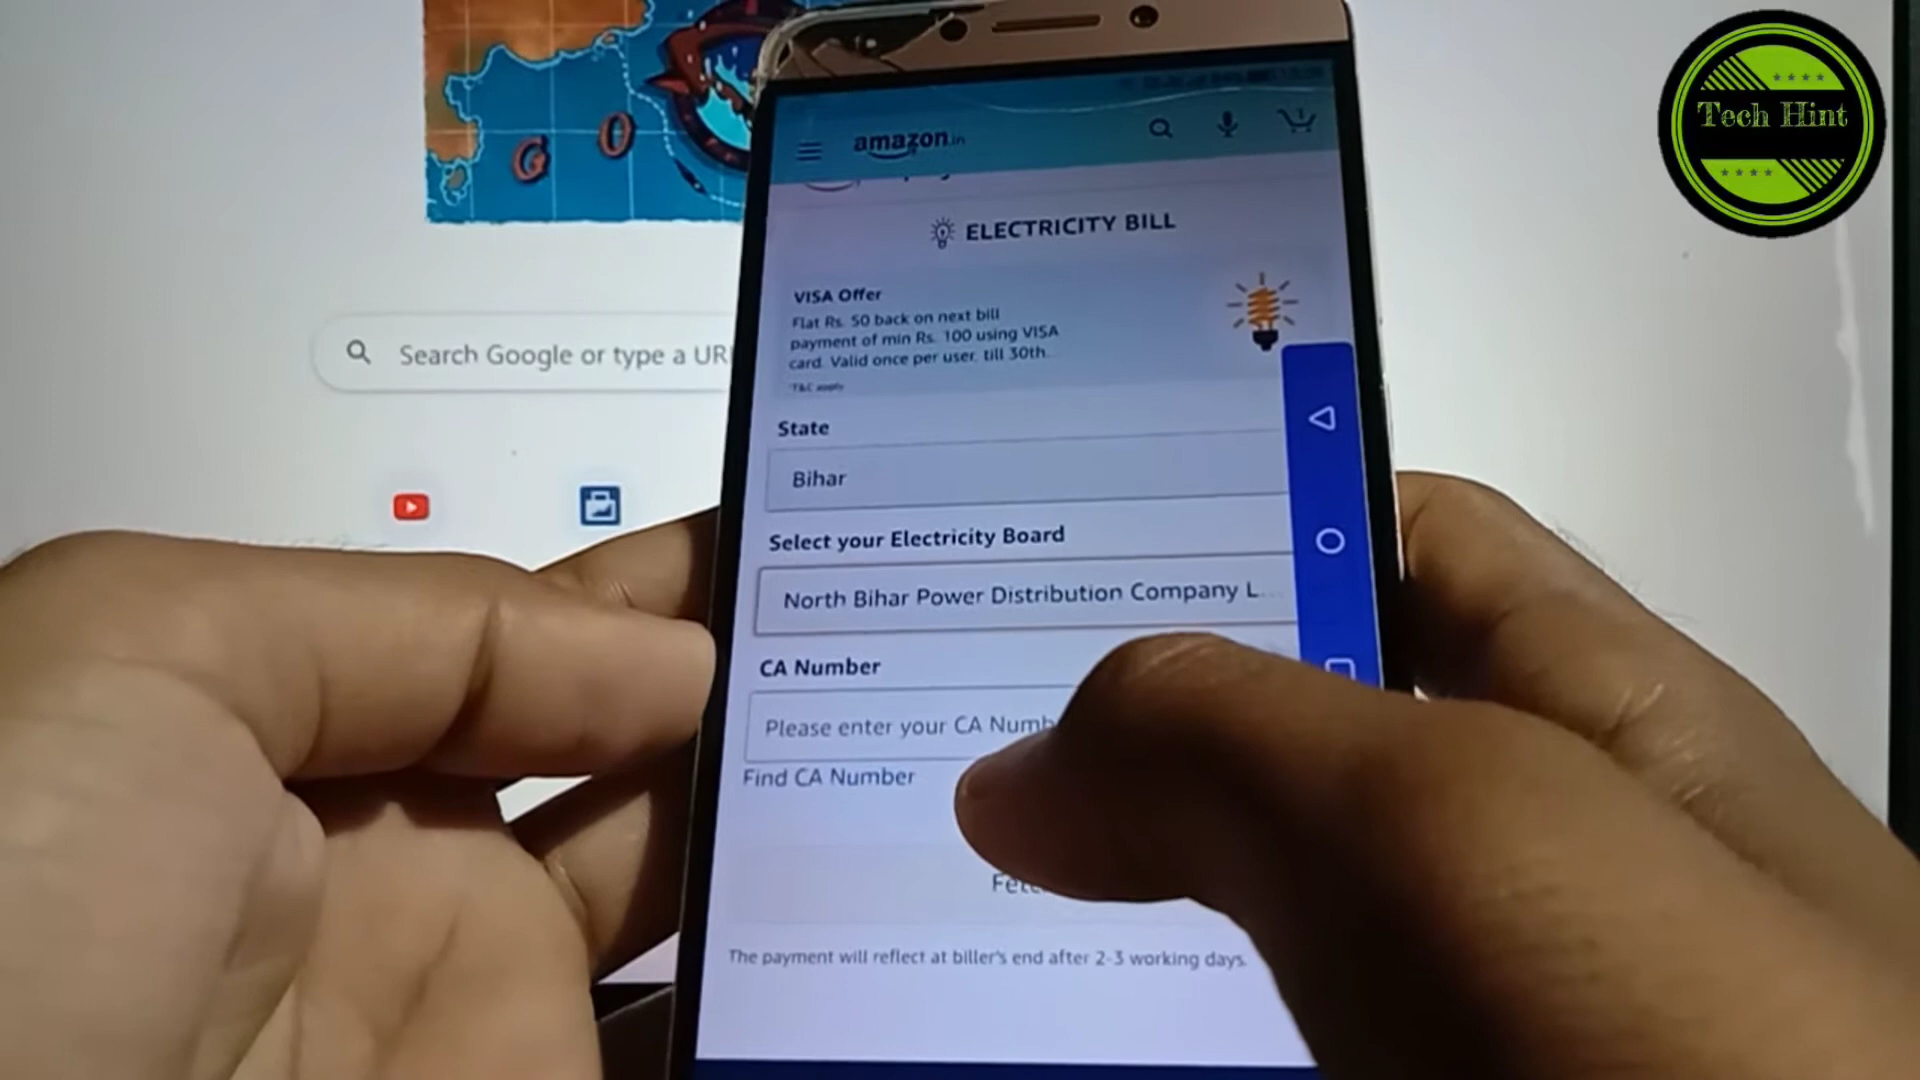 Tech Hint
G O
amazon.in
ELECTRICITY BILL
VISA Offer
Flat Rs. 50 back on next bill
payment of min Rs. 100 using VISA
card. Valid once per user. till 30th..
T&C apply
Search Google or type a UR
State
Bihar
Select your Electricity Board
North Bihar Power Distribution Company L...
CA Number
Please enter your CA Numb
Find CA Number
The payment will reflect at biller's end after 2-3 working days.